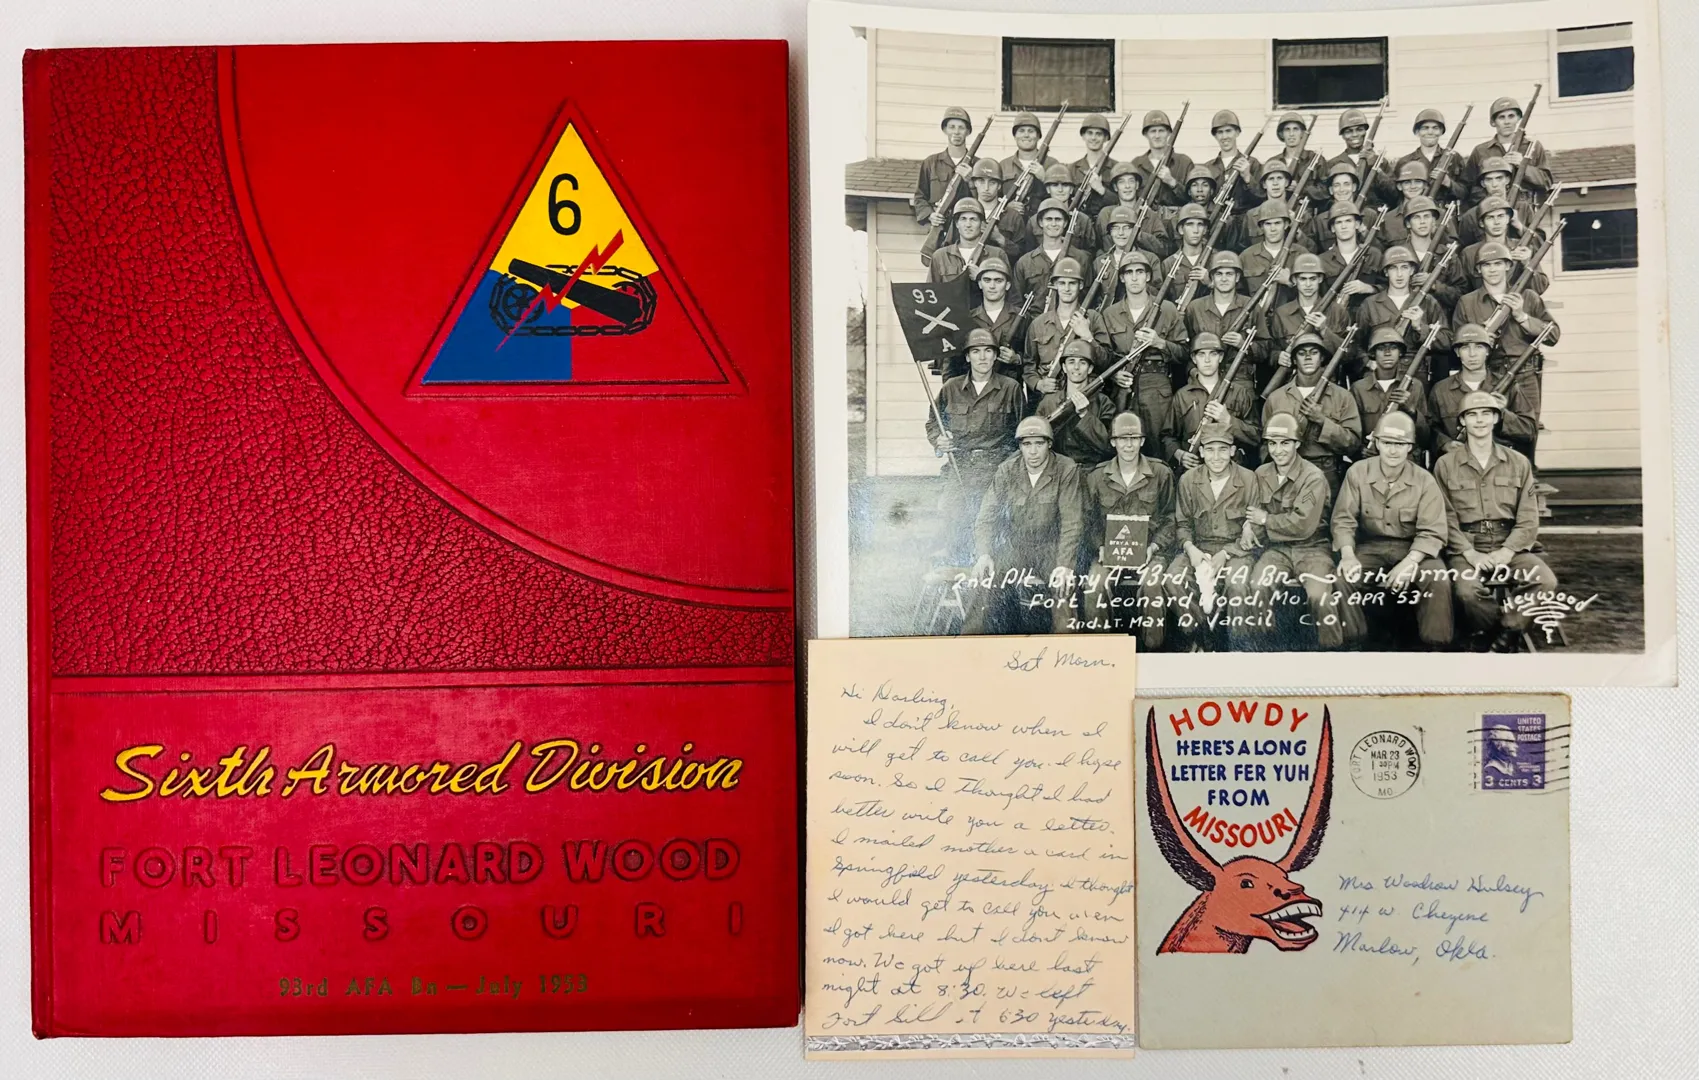 6
Sixth Armored Division
FORT LEONARD WOOD
MISSOURI
93rd AFA Bn — July 1953
93
A
AFA
BN
2nd. Plt. Btry A-93rd, FA. Bn ~ 6th Armd. Div.
Fort Leonard Wood, Mo. 13 APR '53"
2nd. LT. Max D. Vancil C.O.
Heywood
Sat Morn.
Hi Darling,
I don't know when I
will get to call you. I hope
soon. So I thought I had
better write you a letter.
I mailed mother a card in
Springfield yesterday. I thought
I would get to call you when
I got here but I don't know
now. We got up here last
night at 8:30. We left
Fort Sill at 6:30 yesterday.
HOWDY
HERE'S A LONG
LETTER FER YUH
FROM
MISSOURI
FORT LEONARD WOOD
MAR 23
1 PM
1953
MO.
UNITED
STATES
POSTAGE
3 CENTS 3
Mrs Woodrow Hulsey
414 W. Cheyene
Marlow, Okla.